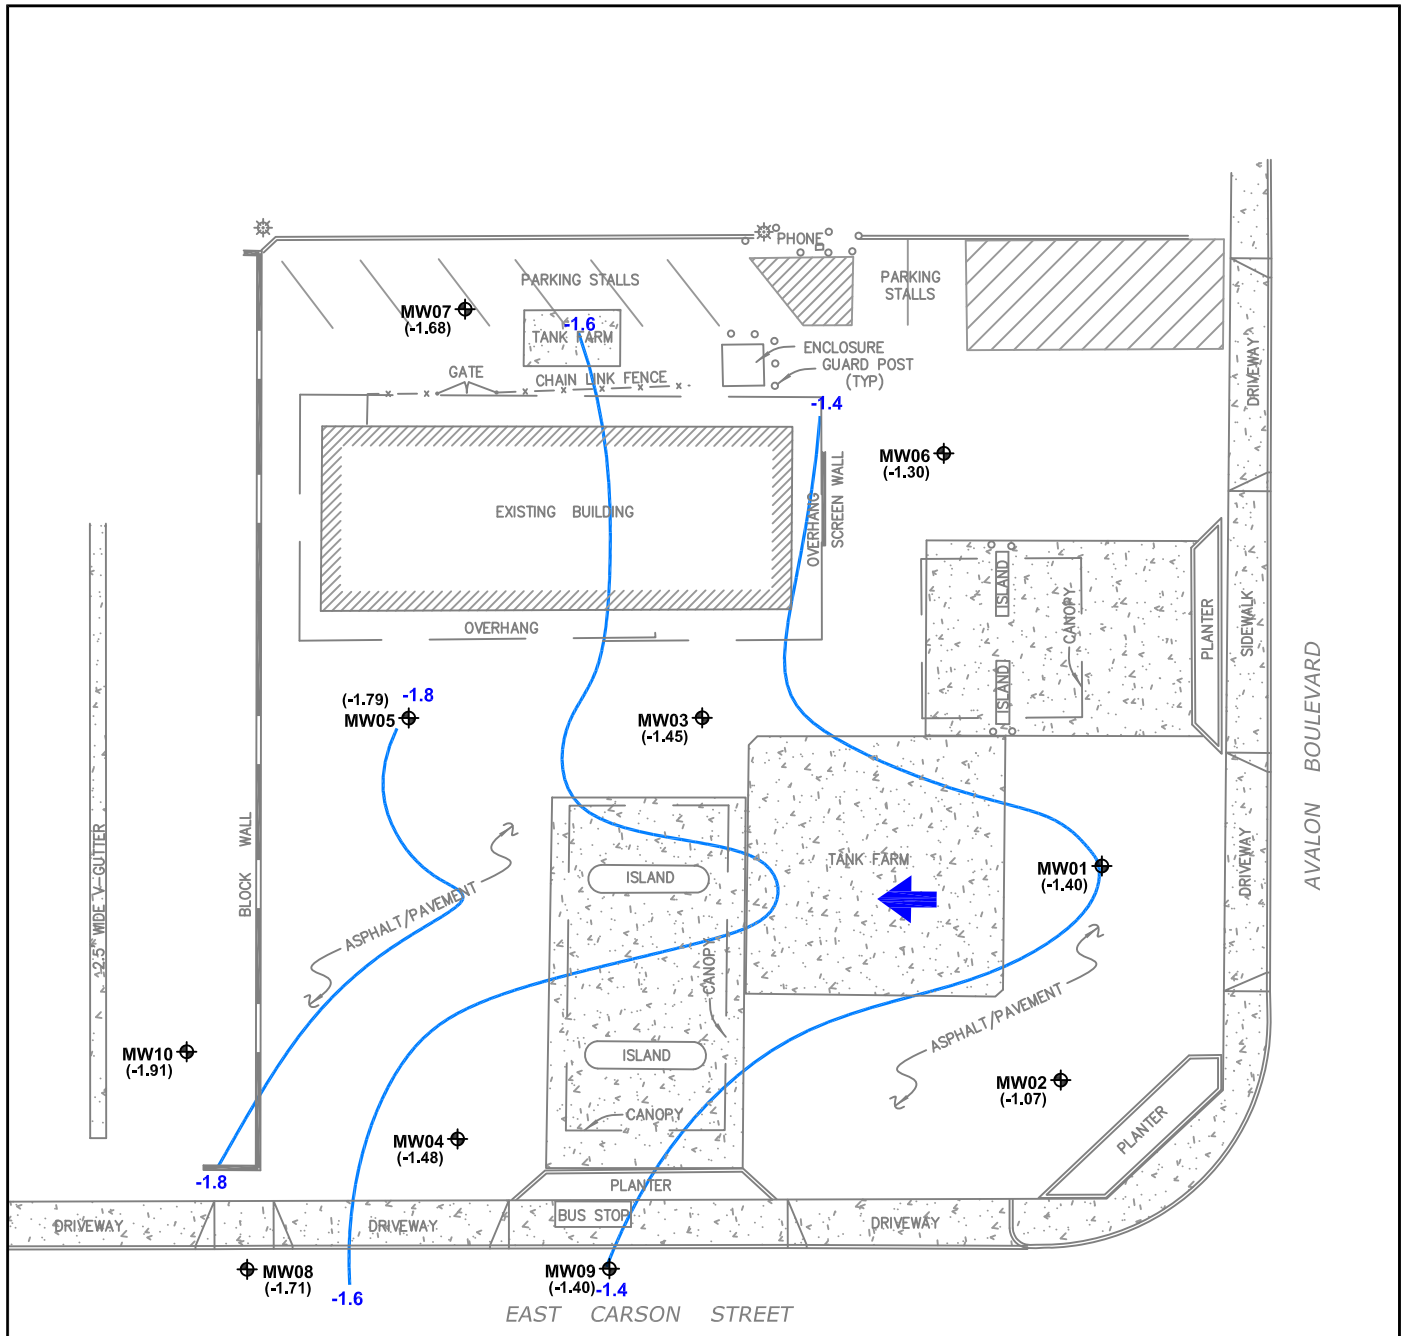 PHONE
PARKING STALLS
PARKING
STALLS
MW07
(-1.68)
-1.6
TANK FARM
ENCLOSURE
GUARD POST
(TYP)
GATE
CHAIN LINK FENCE
DRIVEWAY
-1.4
MW06
(-1.30)
OVERHANG
SCREEN WALL
EXISTING BUILDING
ISLAND
CANOPY
ISLAND
PLANTER
SIDEWALK
OVERHANG
AVALON BOULEVARD
(-1.79)
-1.8
MW05
MW03
(-1.45)
2.5" WIDE V-GUTTER
BLOCK WALL
ASPHALT/PAVEMENT
ISLAND
TANK FARM
MW01
(-1.40)
DRIVEWAY
CANOPY
ASPHALT/PAVEMENT
MW10
(-1.91)
ISLAND
MW02
(-1.07)
CANOPY
PLANTER
MW04
(-1.48)
-1.8
PLANTER
BUS STOP
DRIVEWAY
DRIVEWAY
DRIVEWAY
MW08
(-1.71)
-1.6
MW09
(-1.40)
-1.4
EAST CARSON STREET